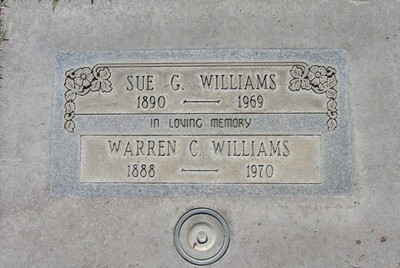 SUE G. WILLIAMS
1890 — 1969
IN LOVING MEMORY
WARREN C. WILLIAMS
1888 — 1970